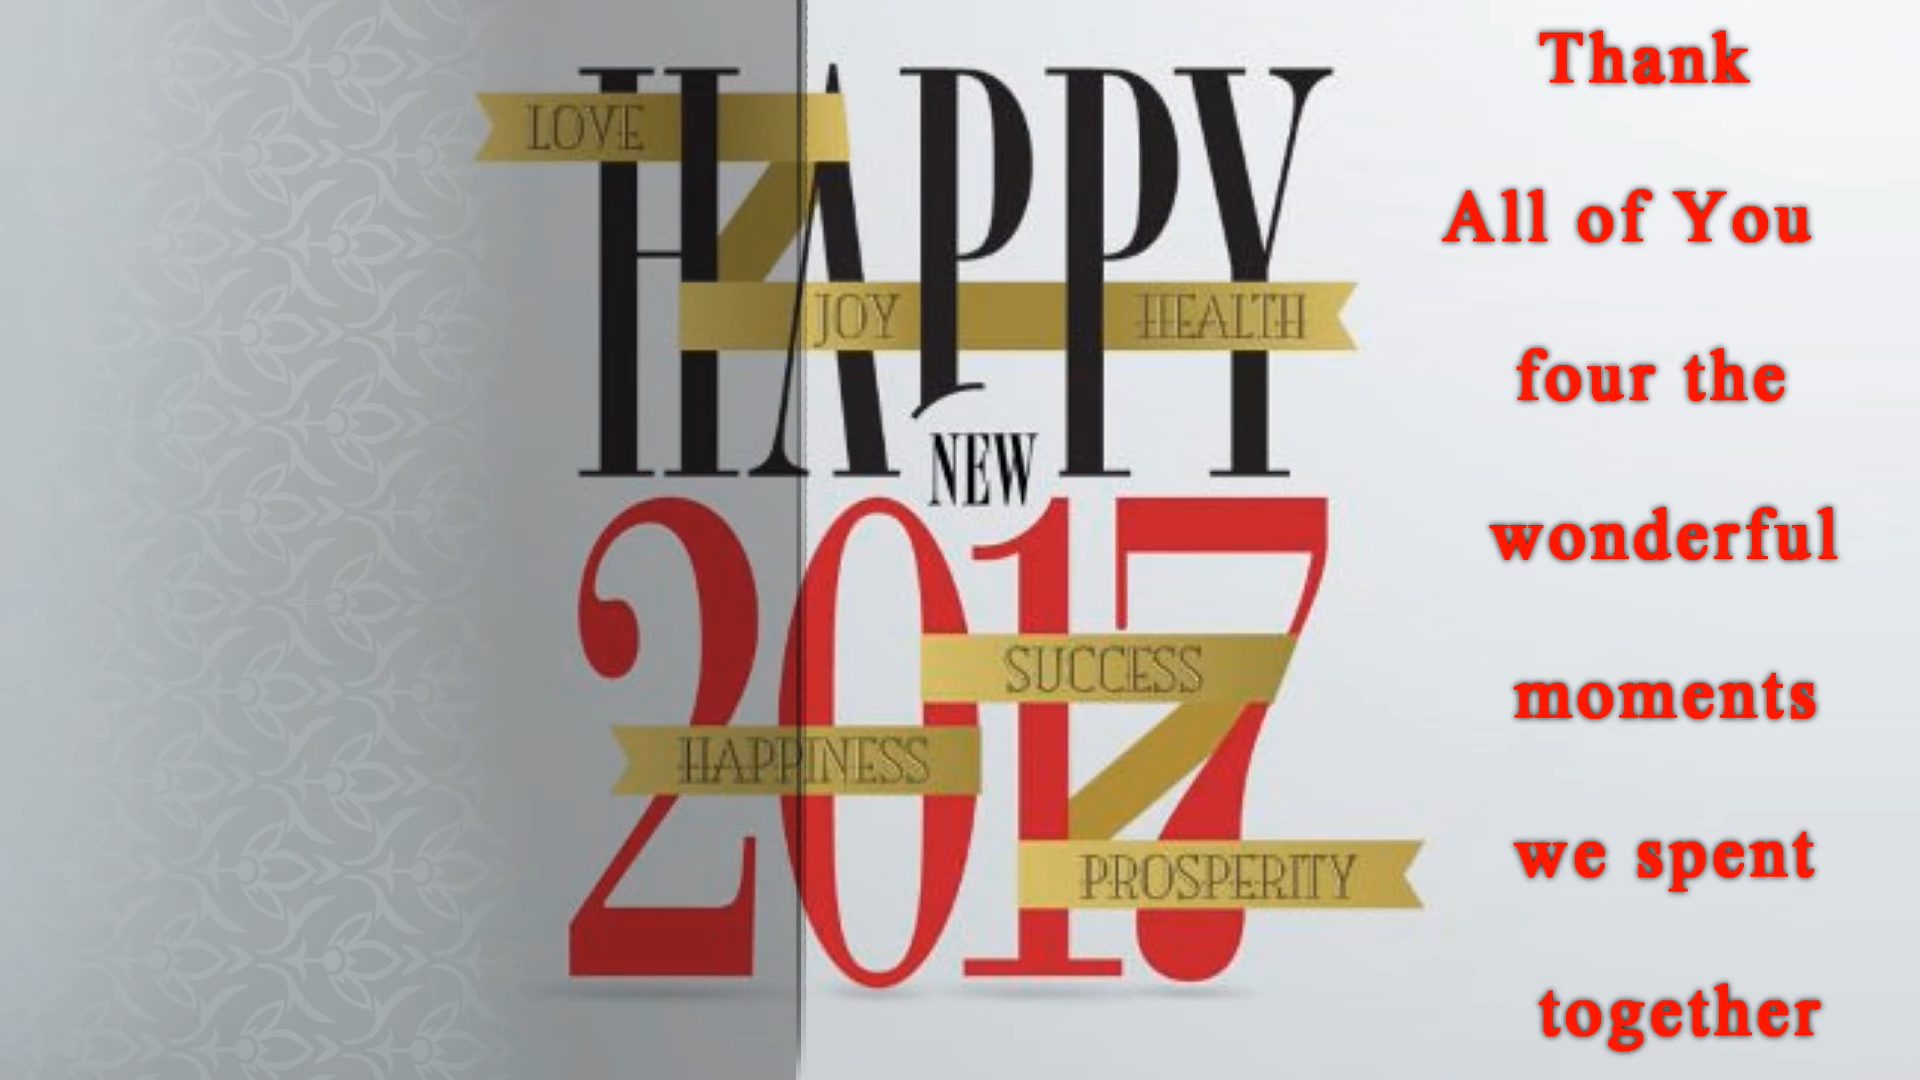 LOVE
HAPPY
JOY HEALTH
NEW
2017
SUCCESS
HAPPINESS
PROSPERITY
Thank
All of You
four the
wonderful
moments
we spent
together